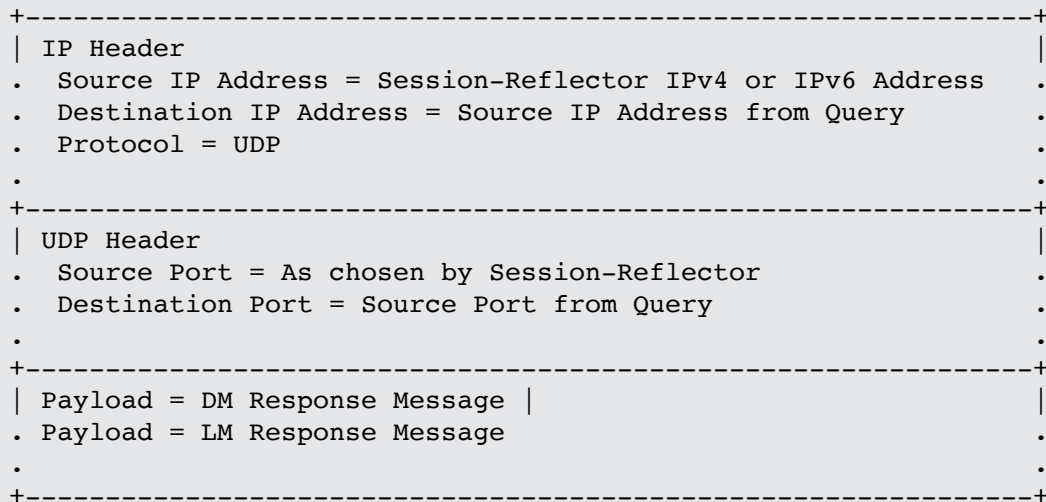 +---------------------------------------------------------------+
| IP Header                                                     |
.  Source IP Address = Session-Reflector IPv4 or IPv6 Address   .
.  Destination IP Address = Source IP Address from Query        .
.  Protocol = UDP                                               .
.                                                               .
+---------------------------------------------------------------+
| UDP Header                                                    |
.  Source Port = As chosen by Session-Reflector                 .
.  Destination Port = Source Port from Query                    .
.                                                               .
+---------------------------------------------------------------+
| Payload = DM Response Message |                               |
. Payload = LM Response Message                                 .
.                                                               .
+---------------------------------------------------------------+